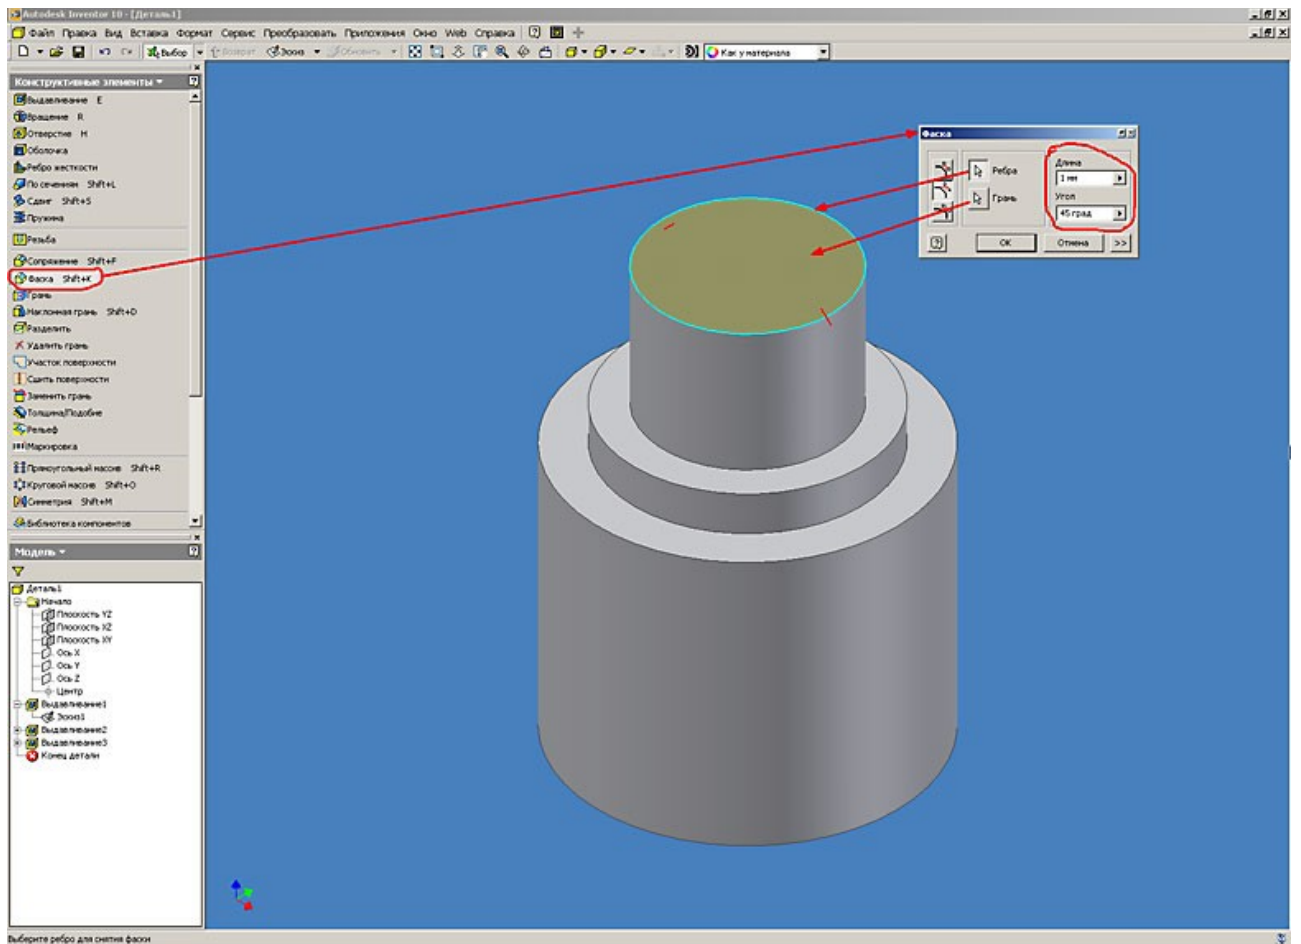 Autodesk Inventor 10 - [Деталь1]
Файл Правка Вид Вставка Формат Сервис Преобразовать Приложения Окно Web Справка
Выбор Возврат Эскиз Обновить Как у материала
Конструктивные элементы
Выдавливание E
Вращение R
Отверстие H
Оболочка
Ребро жесткости
По сечениям Shift+L
Сдвиг Shift+S
Пружина
Резьба
Сопряжение Shift+F
Фаска Shift+K
Грань
Наклонная грань Shift+D
Разделить
Удалить грань
Участок поверхности
Сшить поверхности
Заменить грань
Толщина/Подобие
Рельеф
Маркировка
Прямоугольный массив Shift+R
Круговой массив Shift+O
Симметрия Shift+M
Библиотека компонентов
Модель
Деталь1
Начало
Плоскость YZ
Плоскость XZ
Плоскость XY
Ось X
Ось Y
Ось Z
Центр
Выдавливание1
Эскиз1
Выдавливание2
Выдавливание3
Конец детали
Фаска
Ребра
Грань
Длина
1 мм
Угол
45 град
OK
Отмена
>>
Выберите ребро для снятия фаски